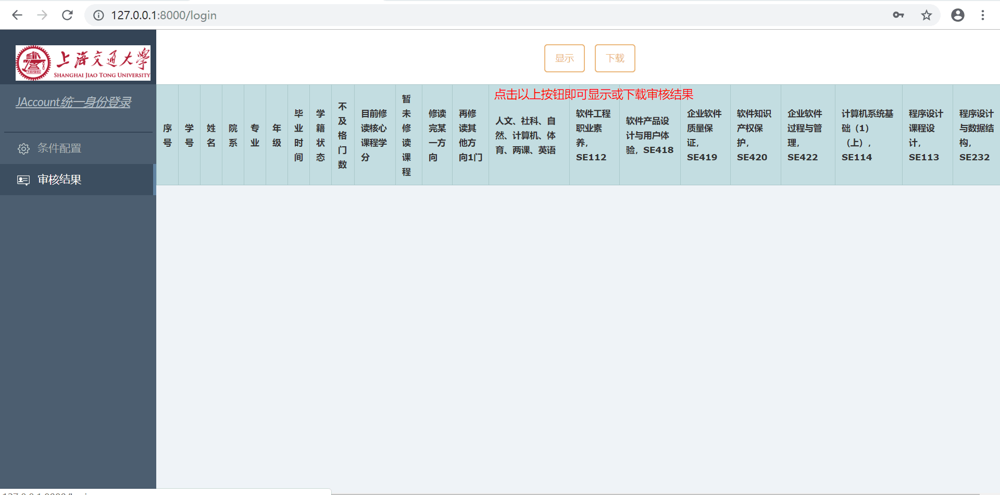 127.0.0.1:8000/login
上海交通大學
1896
SHANGHAI JIAO TONG UNIVERSITY
显示
下载
JAccount统一身份登录
条件配置
审核结果
点击以上按钮即可显示或下载审核结果
序
号
学
号
姓
名
院
系
专
业
年
级
毕
业
时
间
学
籍
状
态
不
及
格
门
数
目前修
读核心
课程学
分
暂
未
修
读
课
程
修读
完某
一方
向
再修
读其
他方
向1门
人文、社科、自
然、计算机、体
育、两课、英语
软件工程
职业素
养，
SE112
软件产品设
计与用户体
验，SE418
企业软件
质量保
证，
SE419
软件知识
产权保
护，
SE420
企业软件
过程与管
理，
SE422
计算机系统基
础（1）
（上），
SE114
程序设计
课程设
计，
SE113
程序设计
与数据结
构，
SE232